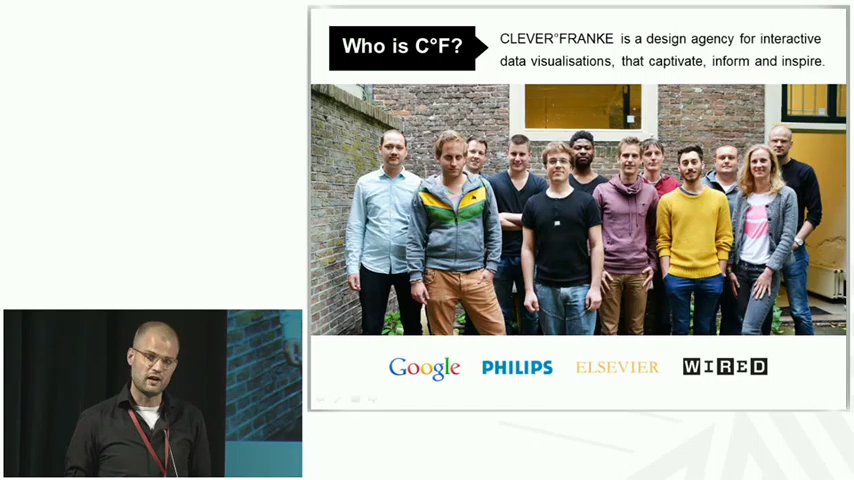 Who is C°F?
CLEVER°FRANKE is a design agency for interactive
data visualisations, that captivate, inform and inspire.
Google PHILIPS ELSEVIER WIRED